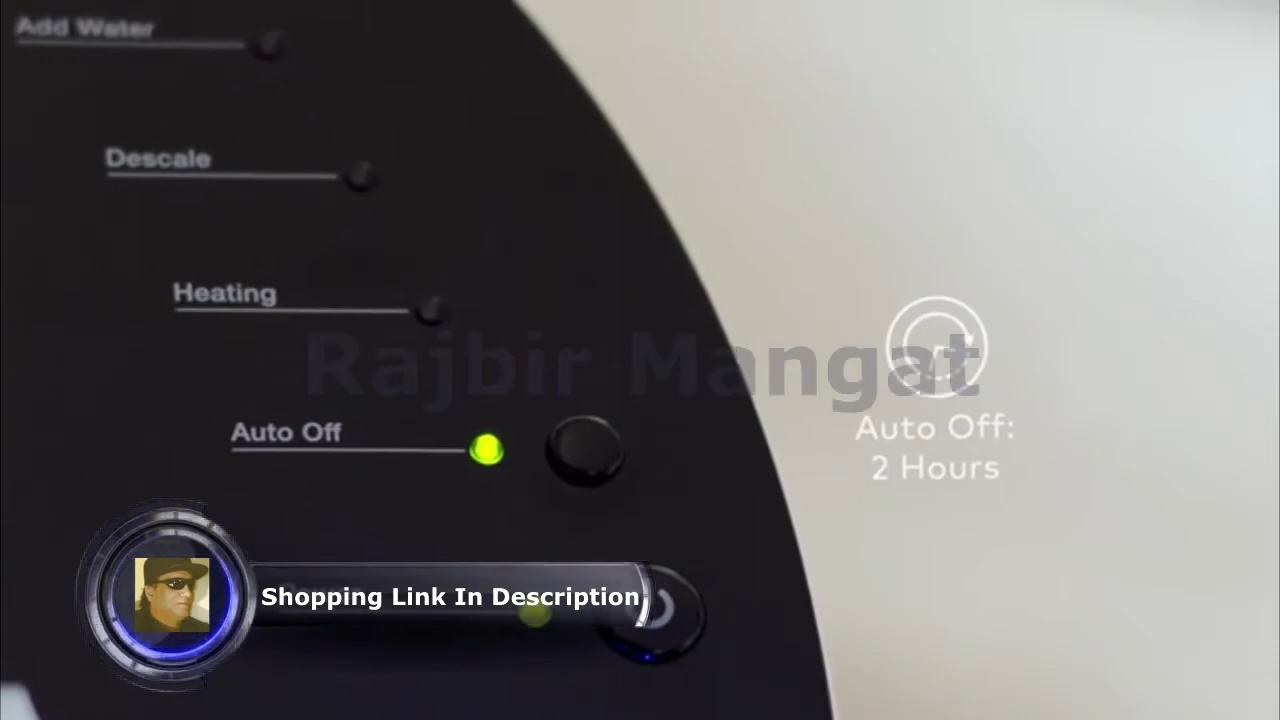 Add Water
Descale
Heating
Rajbir Mangat
Auto Off
Auto Off:
2 Hours
Shopping Link In Description